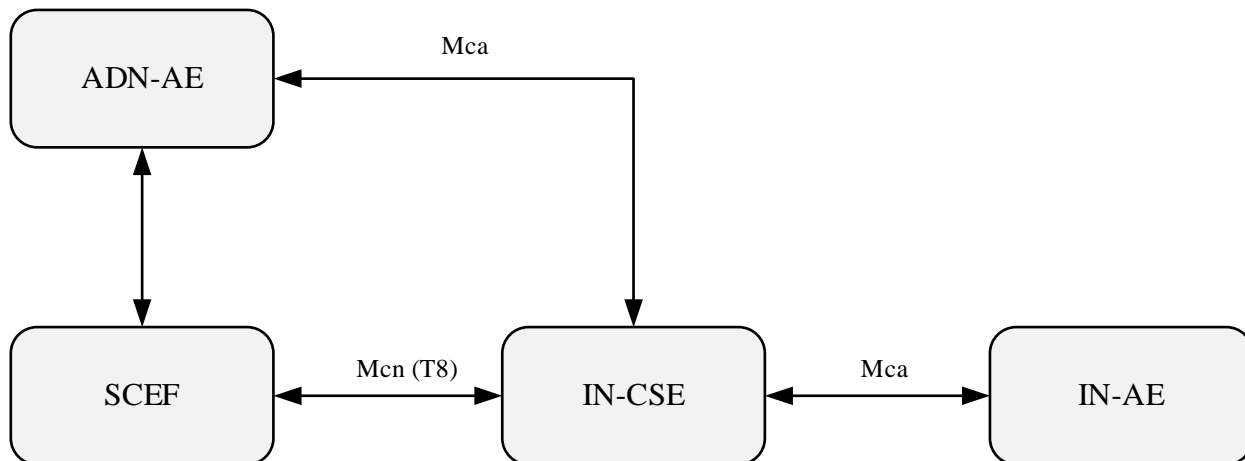 Mca
ADN-AE
Mcn (T8)
Mca
SCEF
IN-CSE
IN-AE